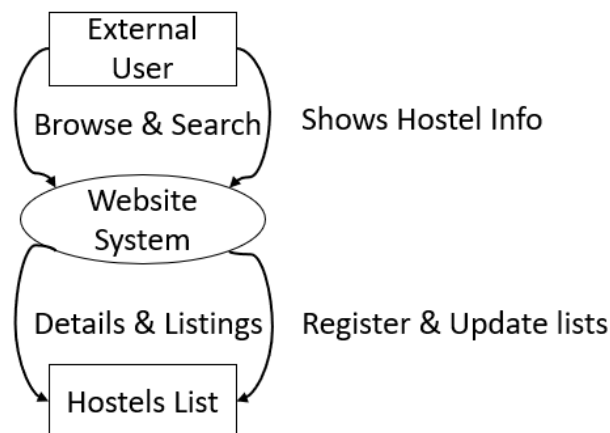 External
User
Browse & Search
Shows Hostel Info
Website
System
Details & Listings
Register & Update lists
Hostels List